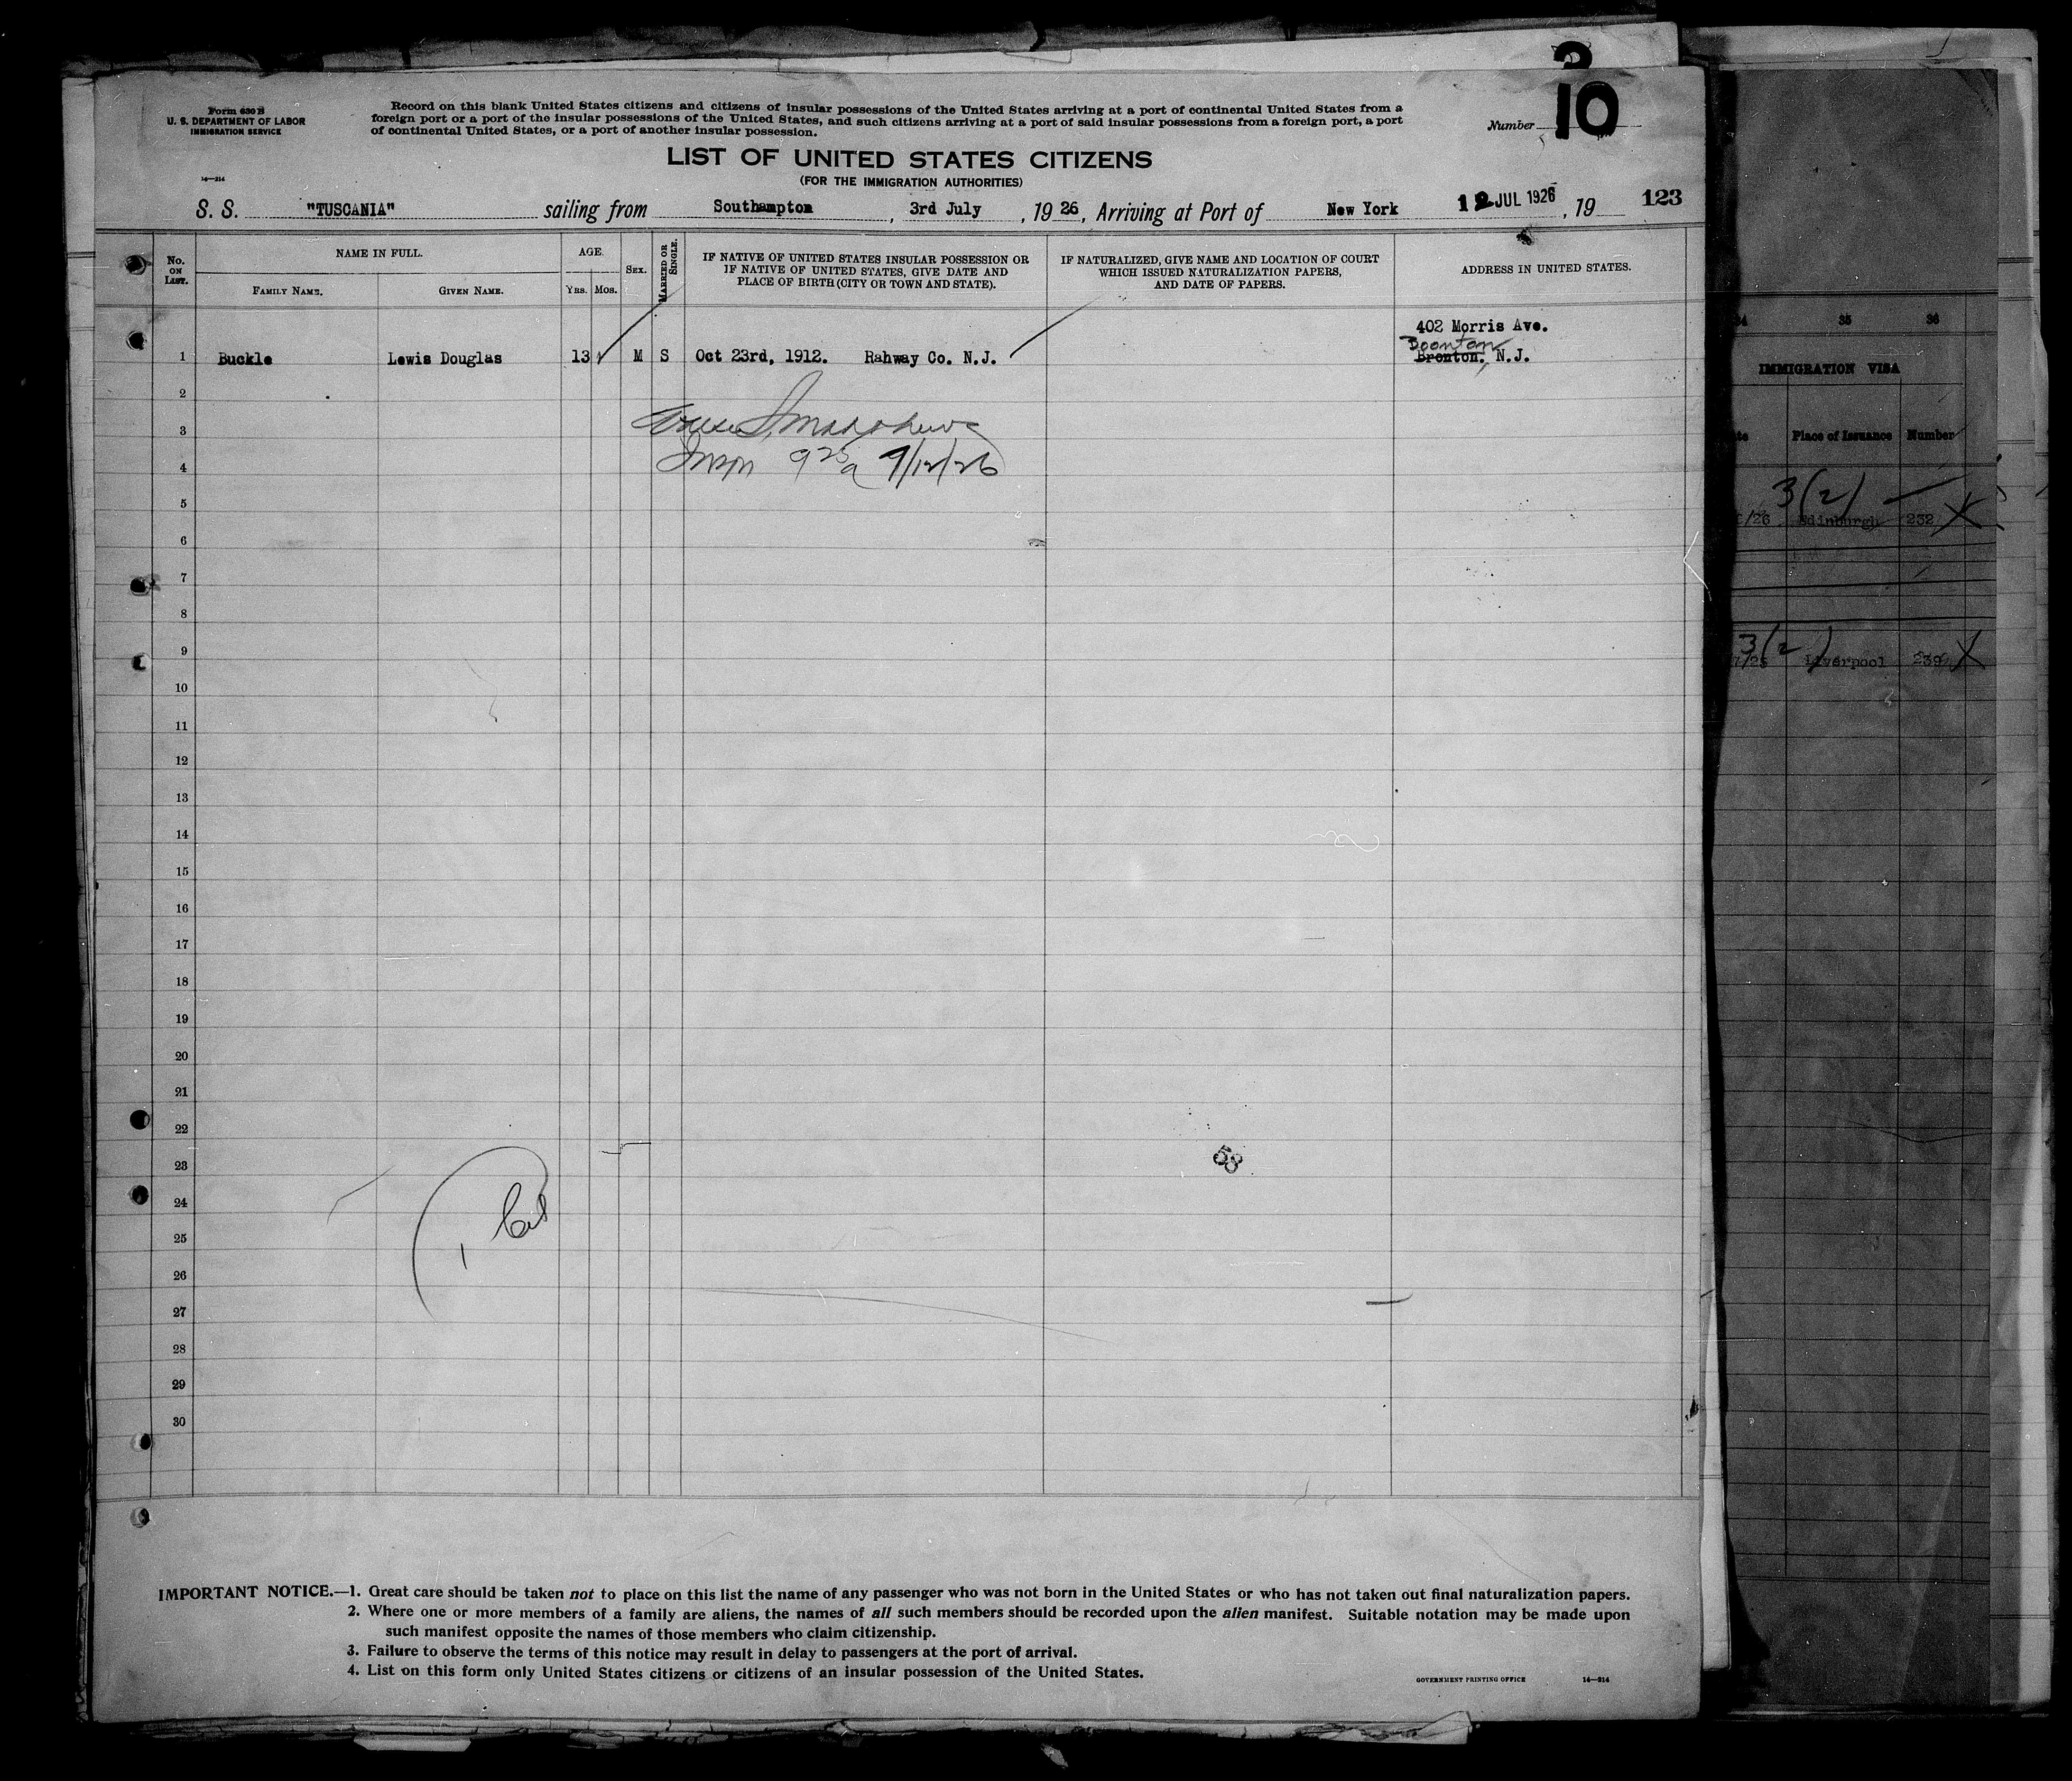 Form 630 B
U. S. DEPARTMENT OF LABOR
IMMIGRATION SERVICE
14—214
Record on this blank United States citizens and citizens of insular possessions of the United States arriving at a port of continental United States from a
foreign port or a port of the insular possessions of the United States, and such citizens arriving at a port of said insular possessions from a foreign port, a port
of continental United States, or a port of another insular possession.
Number 10
LIST OF UNITED STATES CITIZENS
(FOR THE IMMIGRATION AUTHORITIES)
S. S. "TUSCANIA" sailing from Southampton, 3rd July, 1926, Arriving at Port of New York 12 JUL 1926, 19 123
No. ON LIST.
NAME IN FULL.
FAMILY NAME.
GIVEN NAME.
AGE.
YRS. MOS.
SEX.
MARRIED OR SINGLE.
IF NATIVE OF UNITED STATES INSULAR POSSESSION OR
IF NATIVE OF UNITED STATES, GIVE DATE AND
PLACE OF BIRTH (CITY OR TOWN AND STATE).
IF NATURALIZED, GIVE NAME AND LOCATION OF COURT
WHICH ISSUED NATURALIZATION PAPERS,
AND DATE OF PAPERS.
ADDRESS IN UNITED STATES.
402 Morris Ave.
Boonton
1 Buckle Lewis Douglas 13 M S Oct 23rd, 1912. Rahway Co. N.J. Bronton, N.J.
2
3
4 Insp 9 25 a 7/12/26
5
6
7
8
9
10
11
12
13
14
15
16
17
18
19
20
21
22
23
58
24
25
26
27
28
29
30
IMPORTANT NOTICE.—1. Great care should be taken not to place on this list the name of any passenger who was not born in the United States or who has not taken out final naturalization papers.
2. Where one or more members of a family are aliens, the names of all such members should be recorded upon the alien manifest. Suitable notation may be made upon
such manifest opposite the names of those members who claim citizenship.
3. Failure to observe the terms of this notice may result in delay to passengers at the port of arrival.
4. List on this form only United States citizens or citizens of an insular possession of the United States.
GOVERNMENT PRINTING OFFICE 14—214
35 36
IMMIGRATION VISA
Place of Issuance Number
3(2)
/26 Edinburgh 232
3(2)
Liverpool